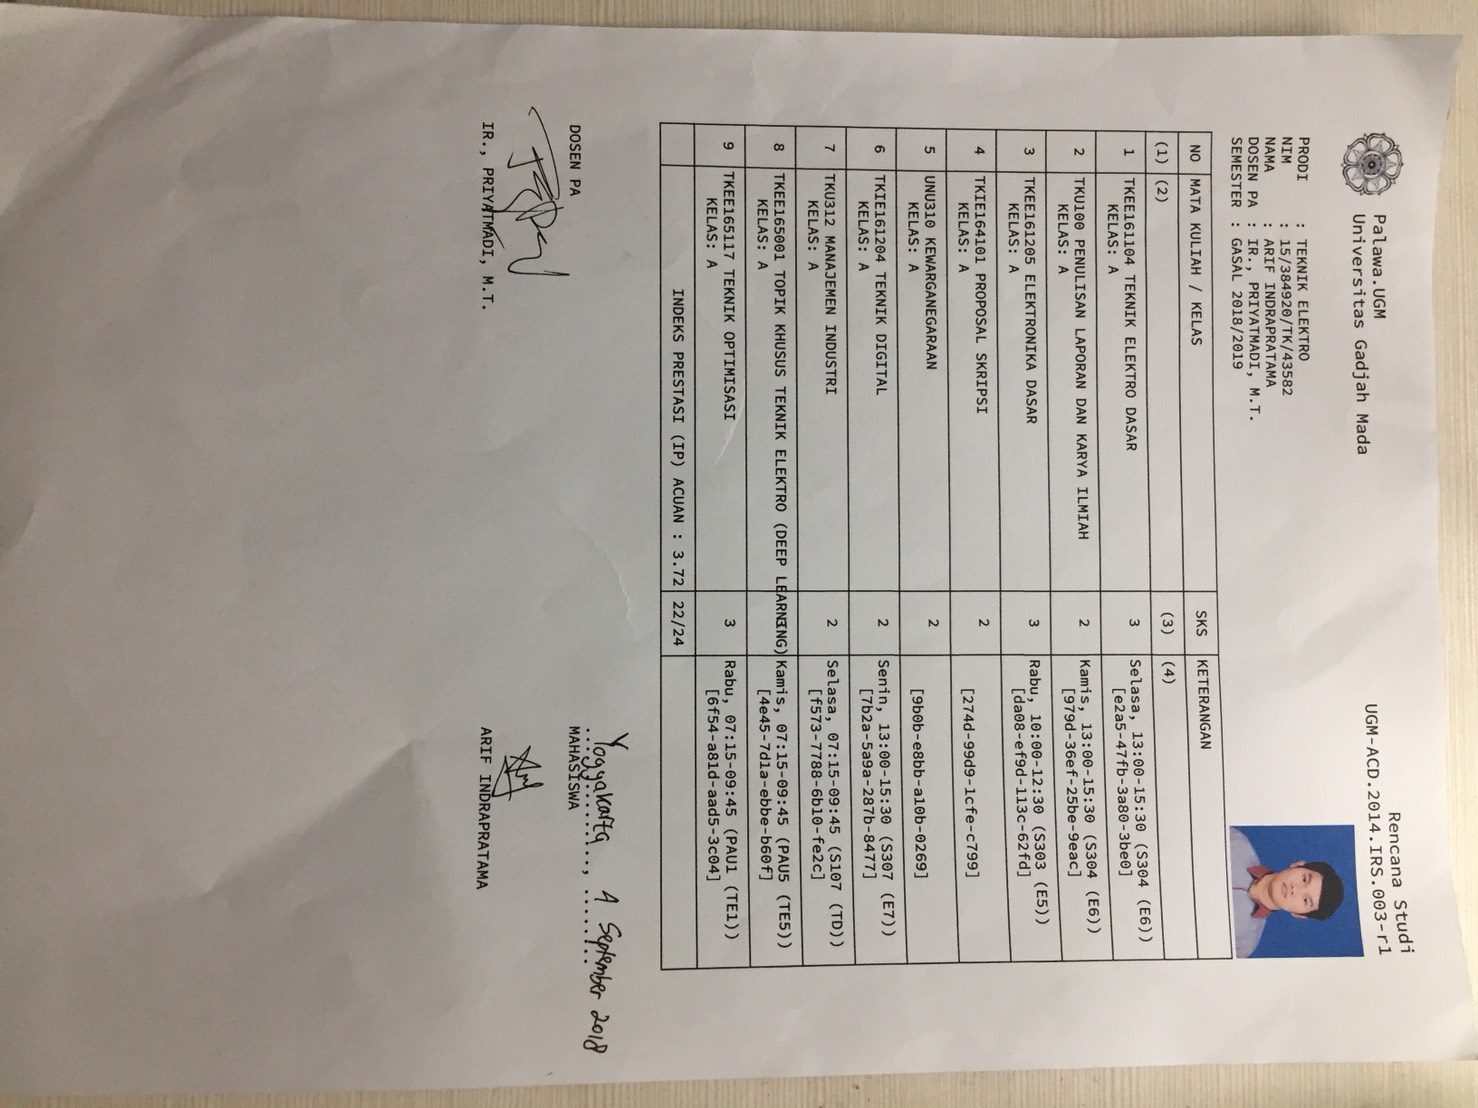 Palawa.UGM
Universitas Gadjah Mada
Rencana Studi
UGM-ACD.2014.IRS.003-r1
PRODI : TEKNIK ELEKTRO
NIM : 15/384920/TK/43582
NAMA : ARIF INDRAPRATAMA
DOSEN PA : IR., PRIYATMADI, M.T.
SEMESTER : GASAL 2018/2019
NO MATA KULIAH / KELAS SKS KETERANGAN
(1) (2) (3) (4)
1 TKEE161104 TEKNIK ELEKTRO DASAR 3 Selasa, 13:00-15:30 (S304 (E6))
KELAS: A [e2a5-47fb-3a80-3be0]
2 TKU100 PENULISAN LAPORAN DAN KARYA ILMIAH 2 Kamis, 13:00-15:30 (S304 (E6))
KELAS: A [979d-36ef-25be-9eac]
3 TKEE161205 ELEKTRONIKA DASAR 3 Rabu, 10:00-12:30 (S303 (E5))
KELAS: A [da08-ef9d-113c-62fd]
4 TKIE164101 PROPOSAL SKRIPSI 2
KELAS: A [274d-99d9-1cfe-c799]
5 UNU310 KEWARGANEGARAAN 2
KELAS: A [9b0b-e8bb-a10b-0269]
6 TKIE161204 TEKNIK DIGITAL 2 Senin, 13:00-15:30 (S307 (E7))
KELAS: A [7b2a-5a9a-287b-8477]
7 TKU312 MANAJEMEN INDUSTRI 2 Selasa, 07:15-09:45 (S107 (TD))
KELAS: A [f573-7788-6b10-fe2c]
8 TKEE165001 TOPIK KHUSUS TEKNIK ELEKTRO (DEEP LEARNING) 3 Kamis, 07:15-09:45 (PAU5 (TE5))
KELAS: A [4e45-7d1a-ebbe-b60f]
9 TKEE165117 TEKNIK OPTIMISASI 3 Rabu, 07:15-09:45 (PAU1 (TE1))
KELAS: A [6f54-a81d-aad5-3c04]
INDEKS PRESTASI (IP) ACUAN : 3.72 22/24
Yogyakarta, 4 September 2018
DOSEN PA MAHASISWA
IR., PRIYATMADI, M.T. ARIF INDRAPRATAMA